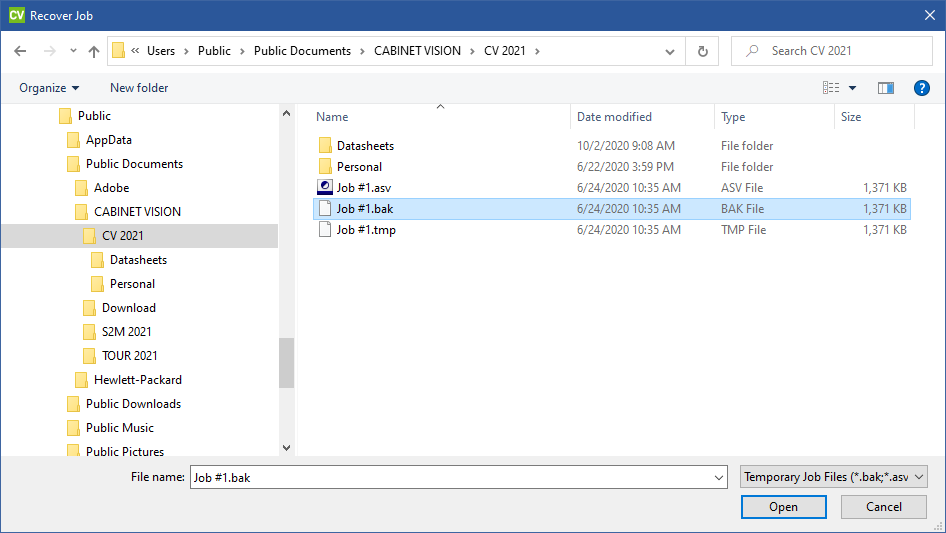 CV Recover Job
« Users > Public > Public Documents > CABINET VISION > CV 2021 >
Search CV 2021
Organize
New folder
?
Public
AppData
Public Documents
Adobe
CABINET VISION
CV 2021
Datasheets
Personal
Download
S2M 2021
TOUR 2021
Hewlett-Packard
Public Downloads
Public Music
Public Pictures
Name Date modified Type Size
Datasheets 10/2/2020 9:08 AM File folder
Personal 6/22/2020 3:59 PM File folder
Job #1.asv 6/24/2020 10:35 AM ASV File 1,371 KB
Job #1.bak 6/24/2020 10:35 AM BAK File 1,371 KB
Job #1.tmp 6/24/2020 10:35 AM TMP File 1,371 KB
File name: Job #1.bak
Temporary Job Files (*.bak;*.asv
Open
Cancel